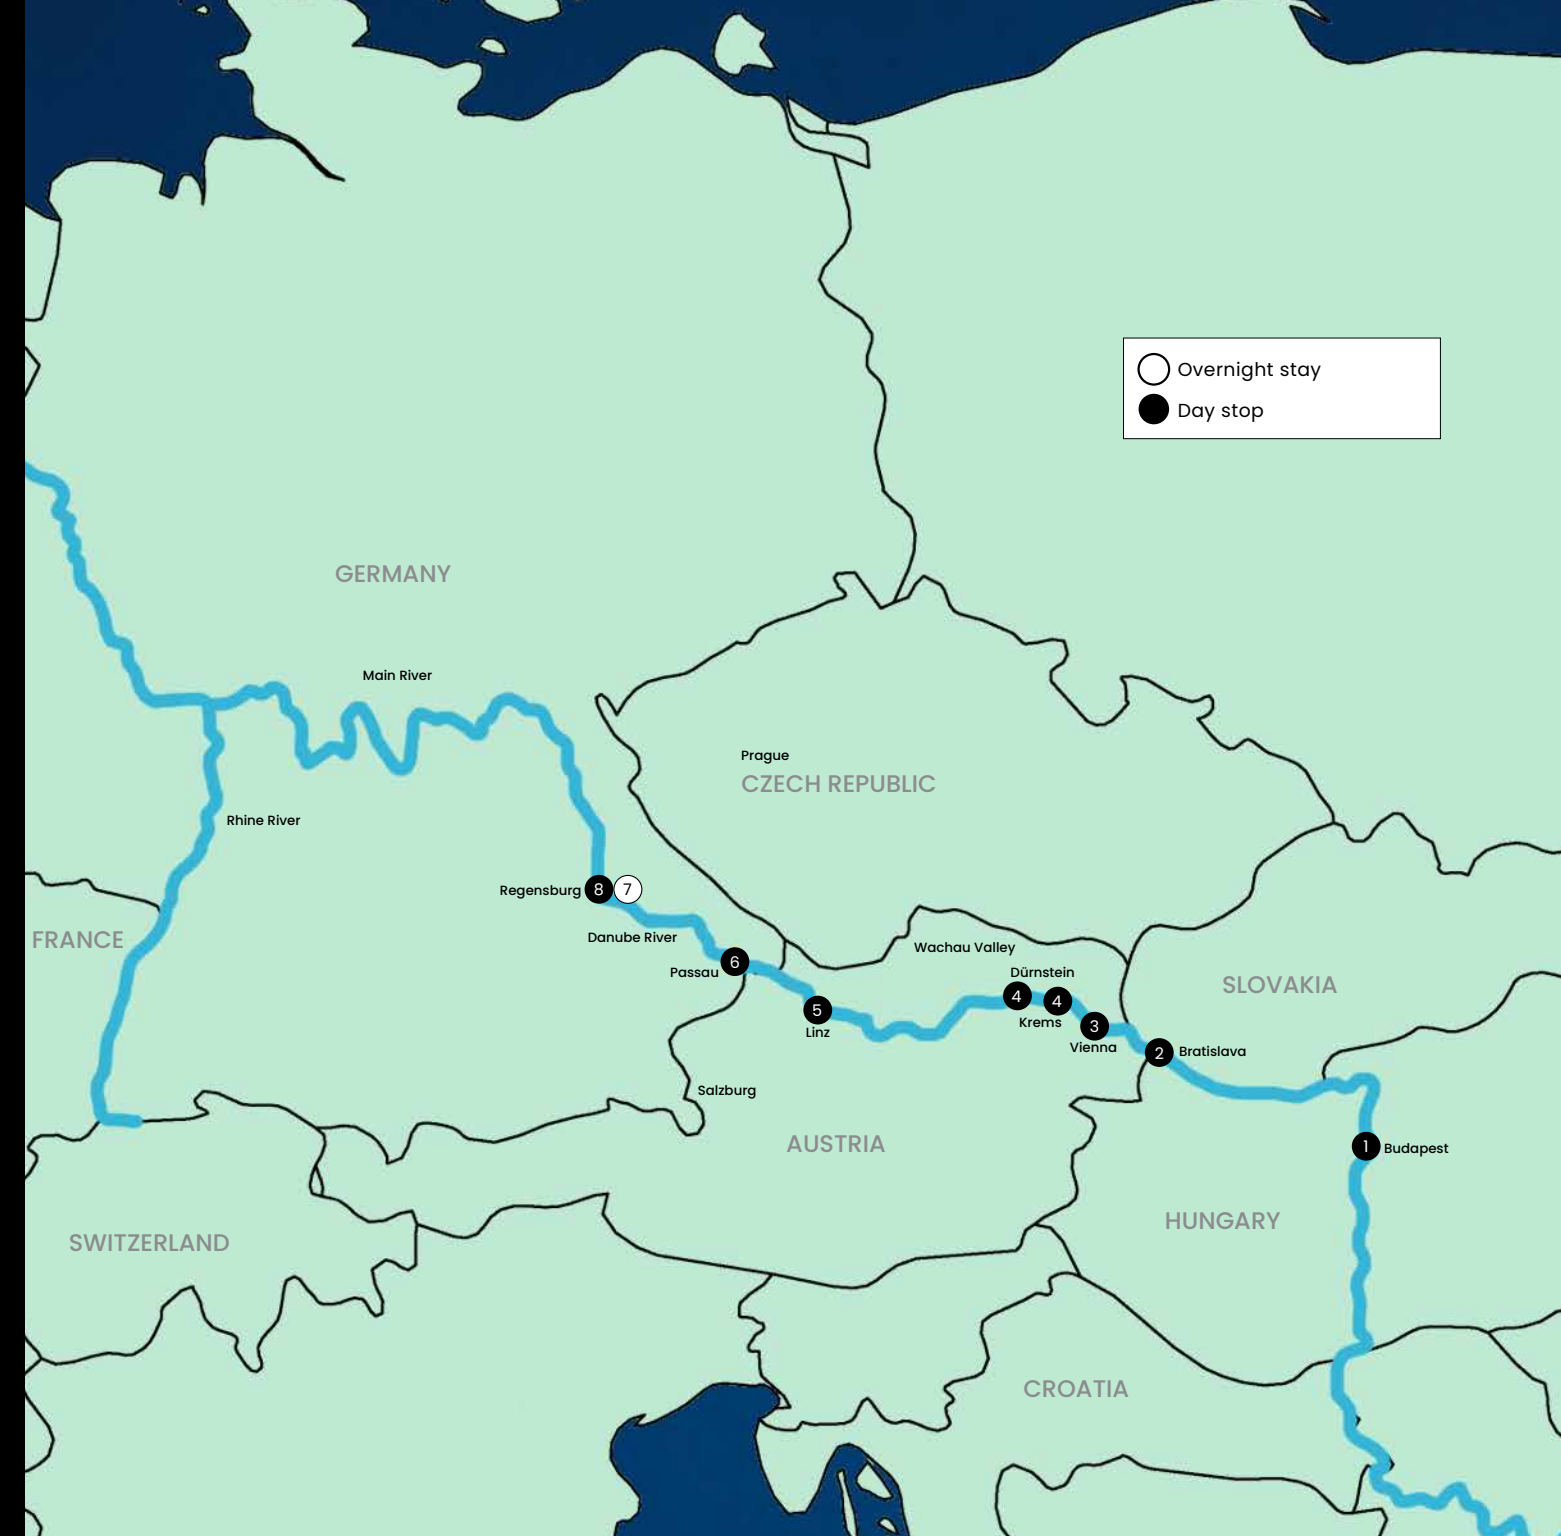 Overnight stay
Day stop
GERMANY
Main River
Prague
CZECH REPUBLIC
Rhine River
Regensburg
8
7
FRANCE
Danube River
Wachau Valley
Passau
6
Dürnstein
SLOVAKIA
4
4
5
Krems
3
Linz
Vienna
2
Bratislava
Salzburg
AUSTRIA
1
Budapest
HUNGARY
SWITZERLAND
CROATIA